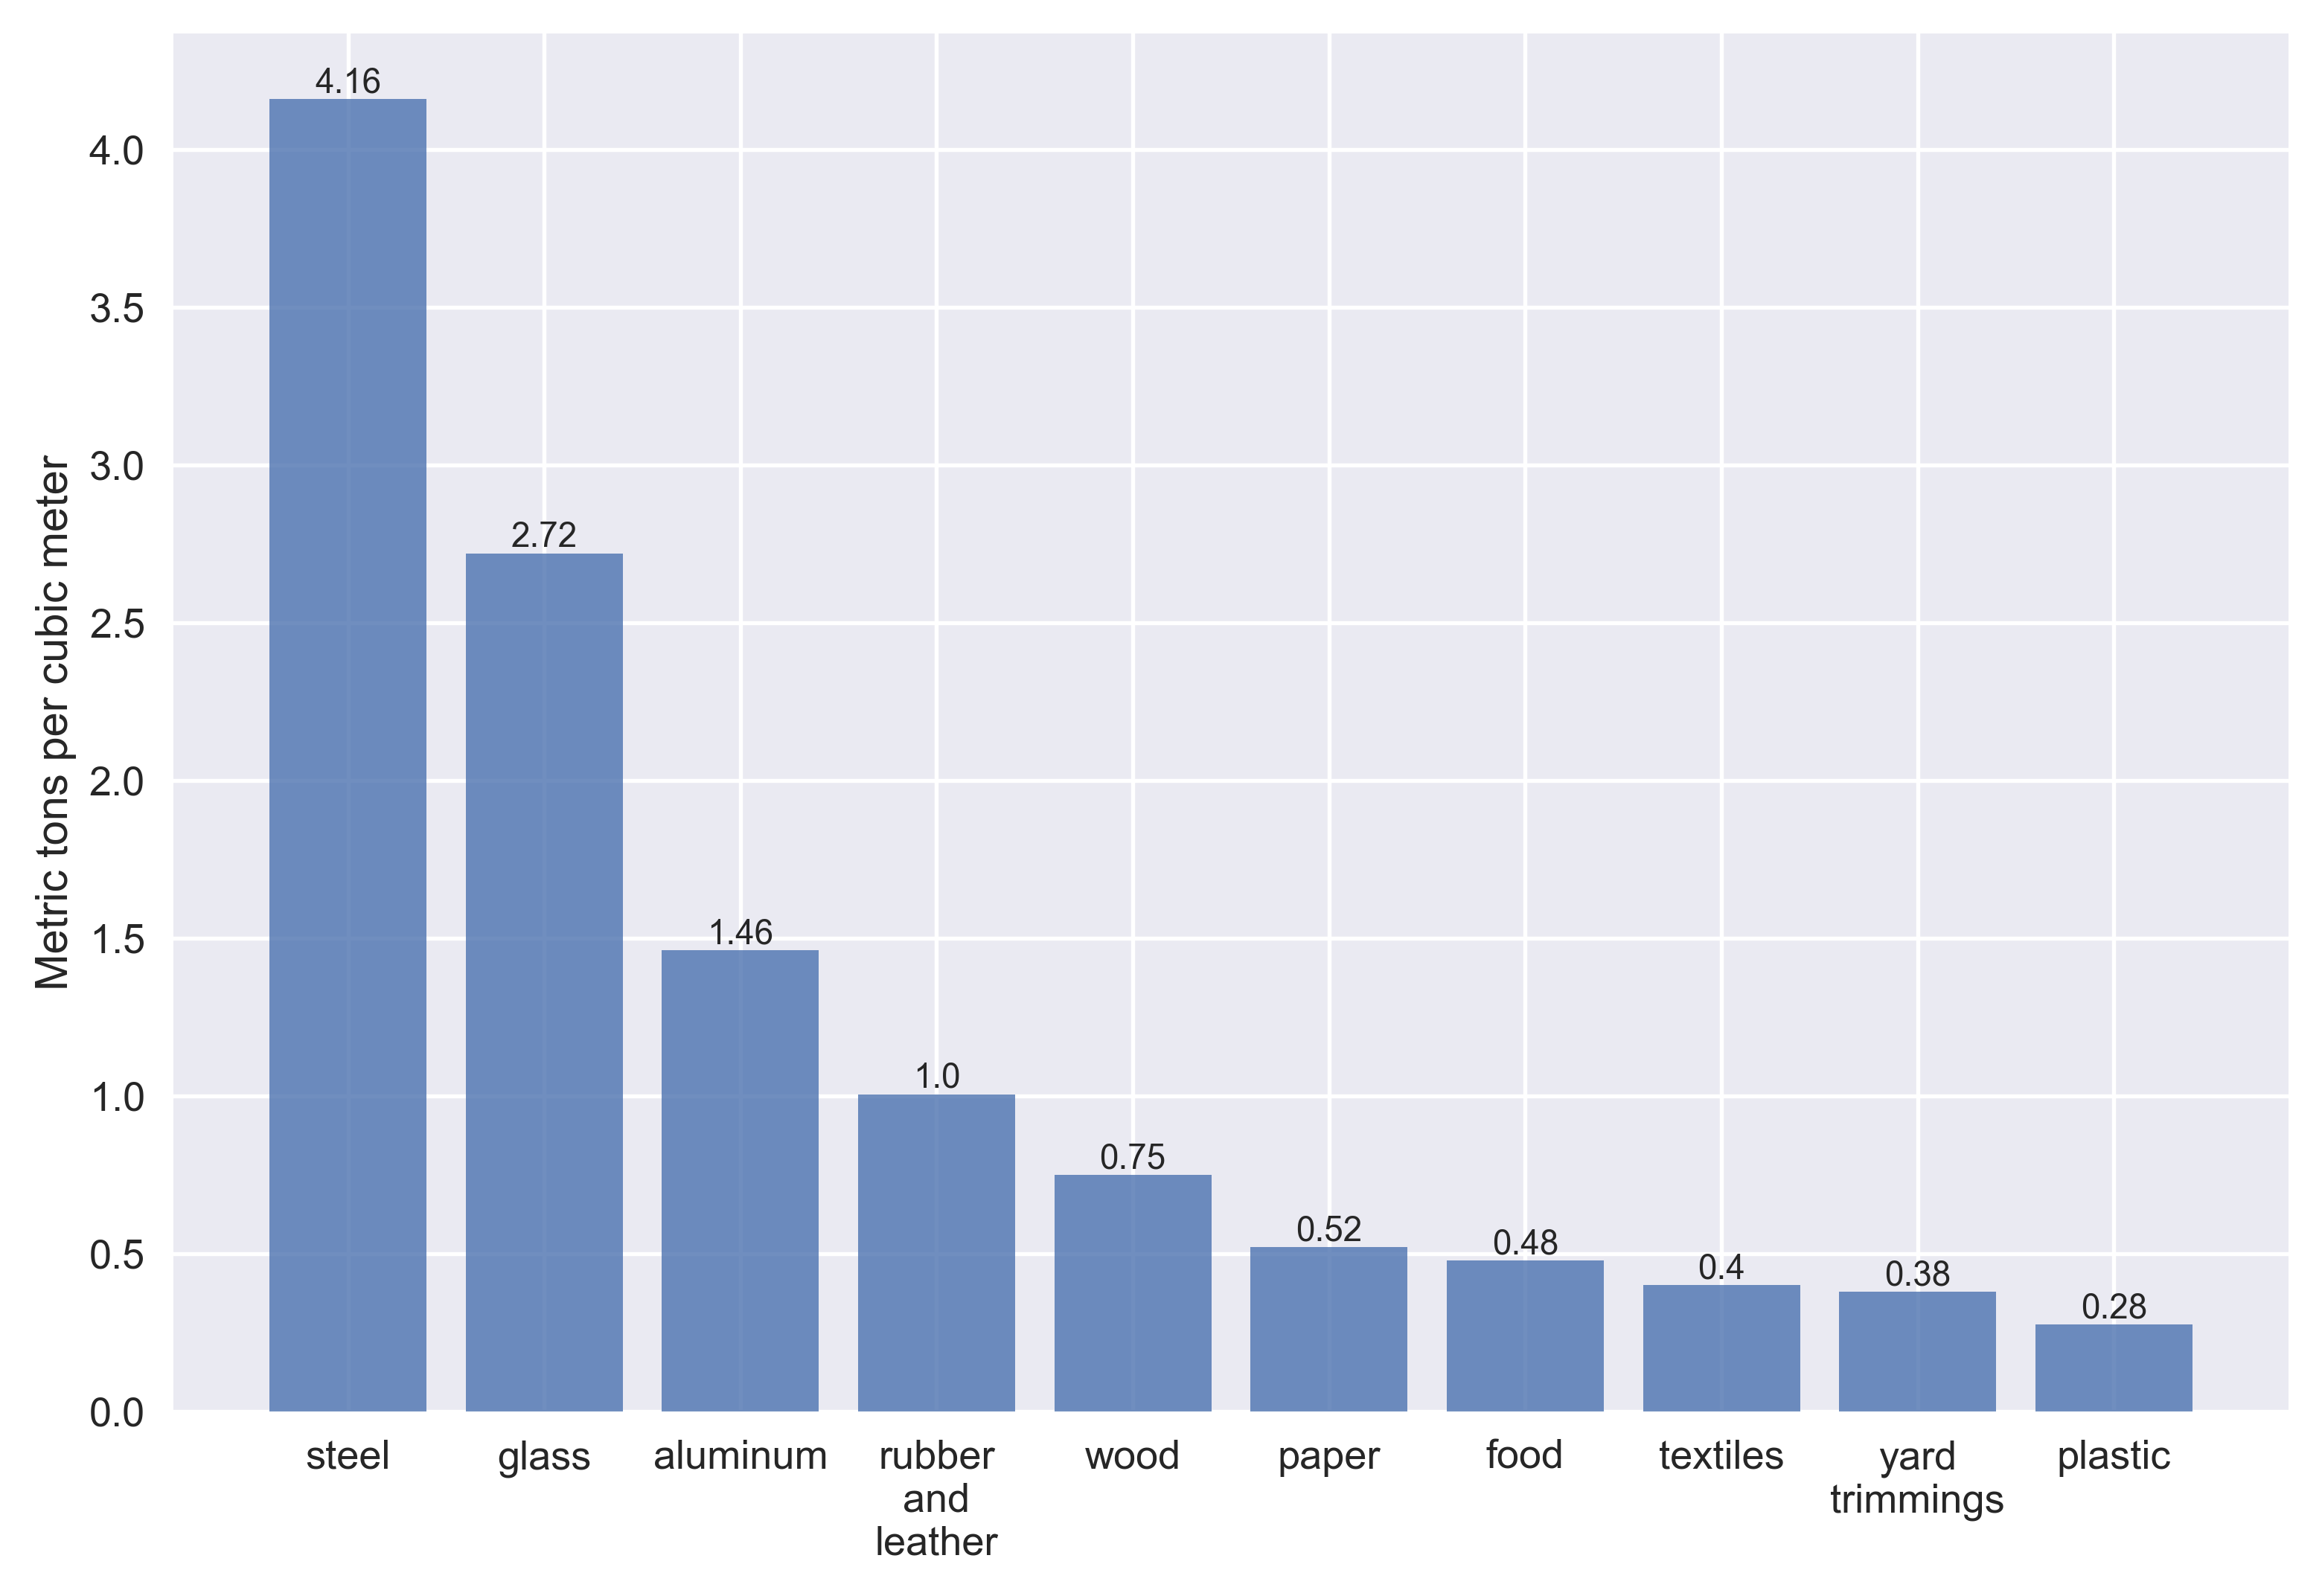 Metric tons per cubic meter
4.0
3.5
3.0
2.5
2.0
1.5
1.0
0.5
0.0
4.16
2.72
1.46
1.0
0.75
0.52
0.48
0.4
0.38
0.28
steel
glass
aluminum
rubber
and
leather
wood
paper
food
textiles
yard
trimmings
plastic